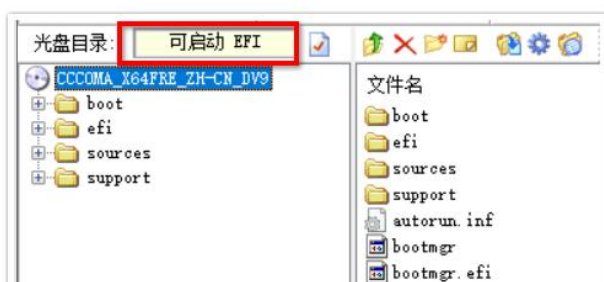 光盘目录: 可启动 EFI
CCCOMA_X64FRE_ZH-CN_DV9
boot
efi
sources
support
文件名
boot
efi
sources
support
autorun.inf
bootmgr
bootmgr.efi